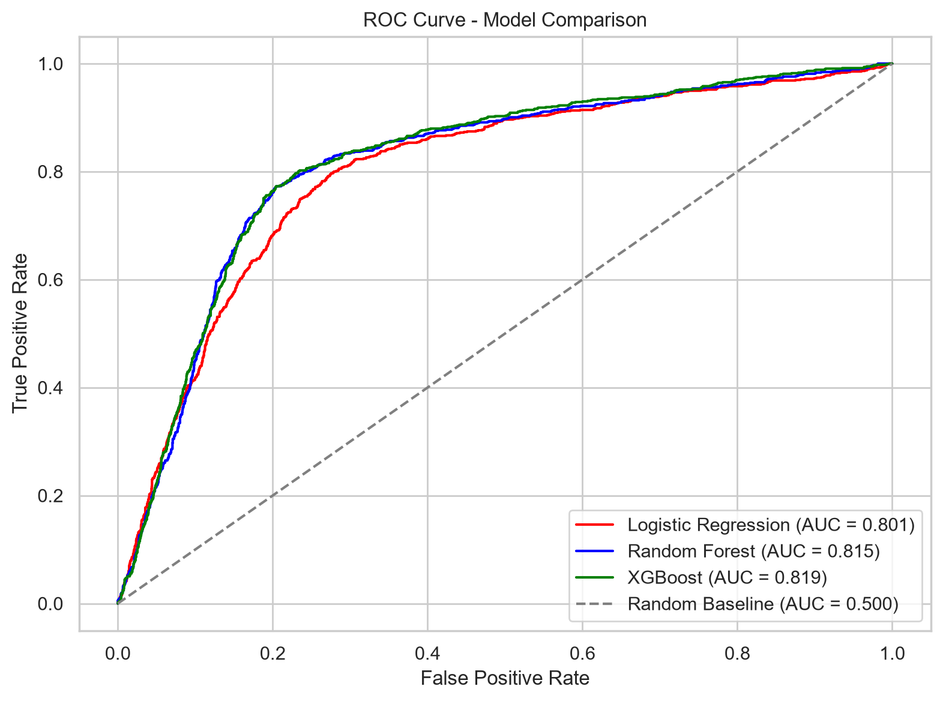 ROC Curve - Model Comparison
True Positive Rate
1.0
0.8
0.6
0.4
0.2
0.0
Logistic Regression (AUC = 0.801)
Random Forest (AUC = 0.815)
XGBoost (AUC = 0.819)
Random Baseline (AUC = 0.500)
0.0 0.2 0.4 0.6 0.8 1.0
False Positive Rate